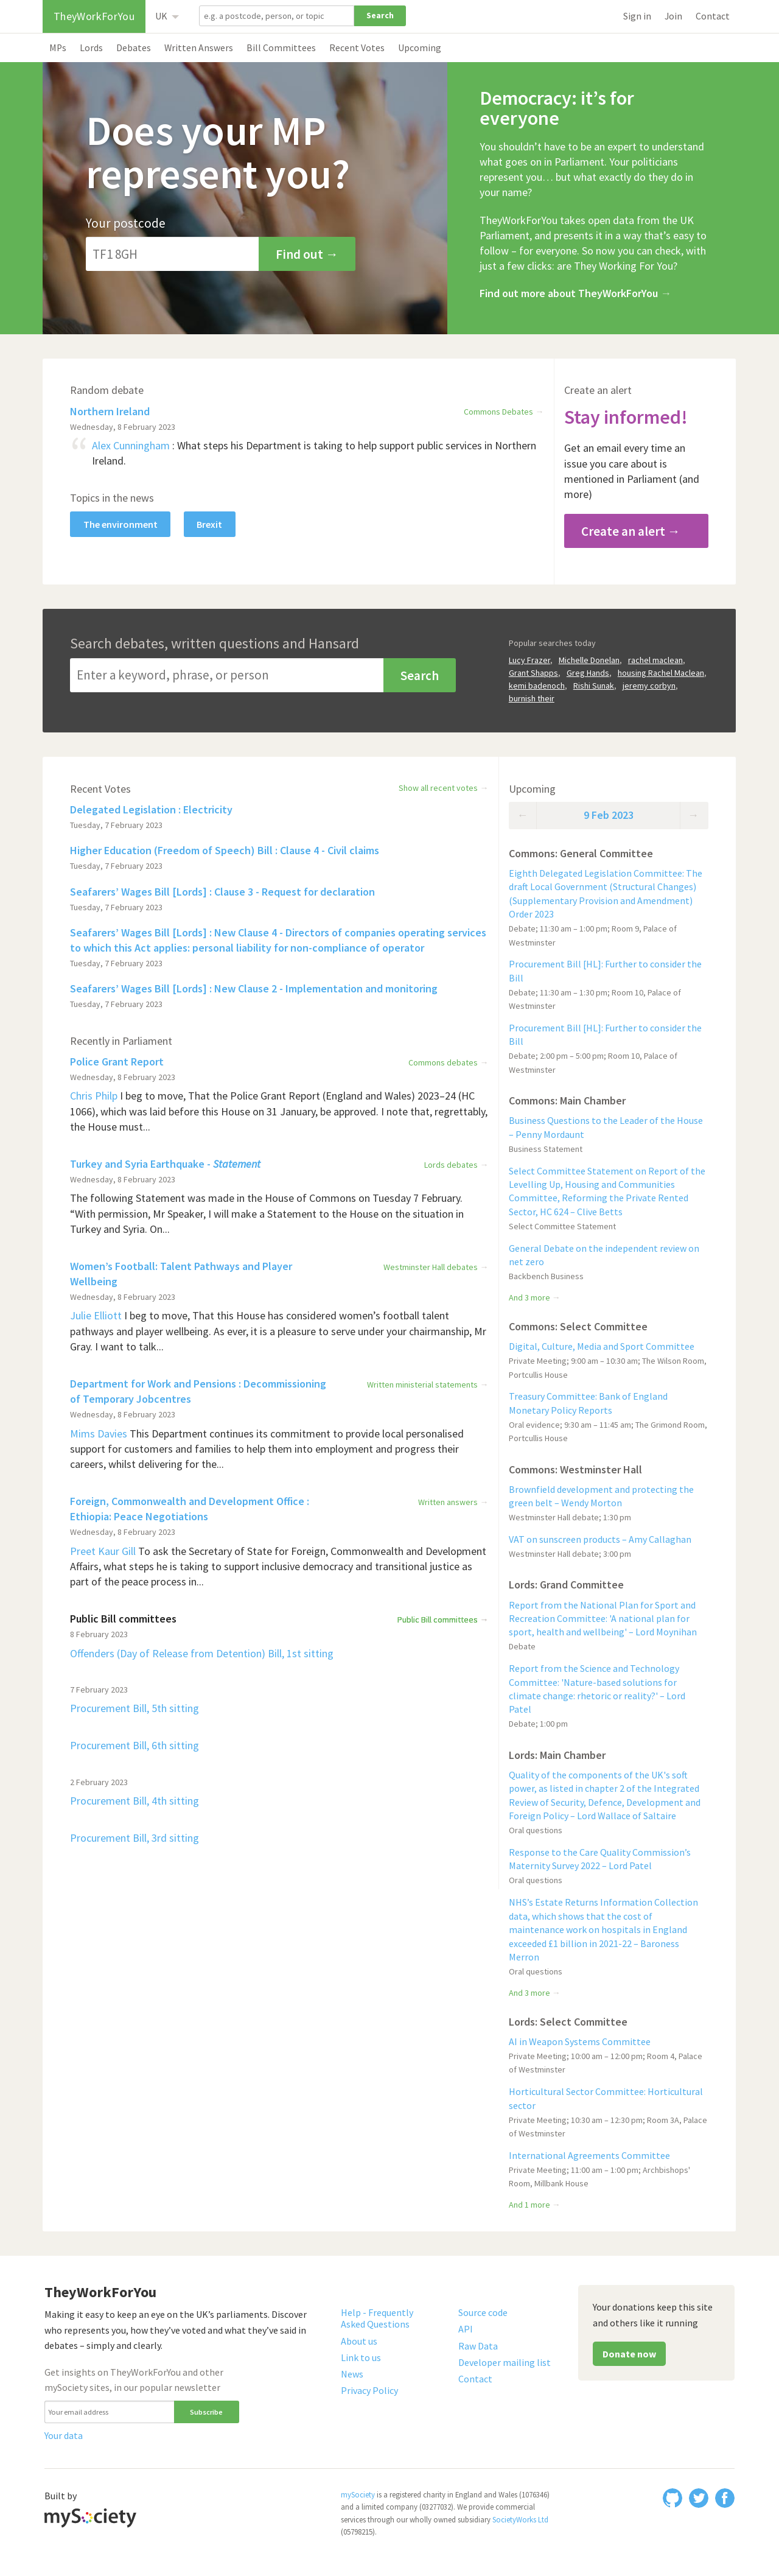 TheyWorkForYou
UK
e.g. a postcode, person, or topic
Search
Sign in
Join
Contact
MPs
Lords
Debates
Written Answers
Bill Committees
Recent Votes
Upcoming
Does your MP
represent you?
Your postcode
TF1 8GH
Find out →
Democracy: it’s for
everyone
You shouldn’t have to be an expert to understand
what goes on in Parliament. Your politicians
represent you… but what exactly do they do in
your name?
TheyWorkForYou takes open data from the UK
Parliament, and presents it in a way that’s easy to
follow – for everyone. So now you can check, with
just a few clicks: are They Working For You?
Find out more about TheyWorkForYou →
Random debate
Northern Ireland
Commons Debates →
Wednesday, 8 February 2023
“ Alex Cunningham : What steps his Department is taking to help support public services in Northern
Ireland.
Topics in the news
The environment
Brexit
Create an alert
Stay informed!
Get an email every time an
issue you care about is
mentioned in Parliament (and
more)
Create an alert →
Search debates, written questions and Hansard
Enter a keyword, phrase, or person
Search
Popular searches today
Lucy Frazer, Michelle Donelan, rachel maclean,
Grant Shapps, Greg Hands, housing Rachel Maclean,
kemi badenoch, Rishi Sunak, jeremy corbyn,
burnish their
Recent Votes
Show all recent votes →
Delegated Legislation : Electricity
Tuesday, 7 February 2023
Higher Education (Freedom of Speech) Bill : Clause 4 - Civil claims
Tuesday, 7 February 2023
Seafarers’ Wages Bill [Lords] : Clause 3 - Request for declaration
Tuesday, 7 February 2023
Seafarers’ Wages Bill [Lords] : New Clause 4 - Directors of companies operating services
to which this Act applies: personal liability for non-compliance of operator
Tuesday, 7 February 2023
Seafarers’ Wages Bill [Lords] : New Clause 2 - Implementation and monitoring
Tuesday, 7 February 2023
Recently in Parliament
Police Grant Report
Commons debates →
Wednesday, 8 February 2023
Chris Philp I beg to move, That the Police Grant Report (England and Wales) 2023–24 (HC
1066), which was laid before this House on 31 January, be approved. I note that, regrettably,
the House must...
Turkey and Syria Earthquake - Statement
Lords debates →
Wednesday, 8 February 2023
The following Statement was made in the House of Commons on Tuesday 7 February.
“With permission, Mr Speaker, I will make a Statement to the House on the situation in
Turkey and Syria. On...
Women’s Football: Talent Pathways and Player
Wellbeing
Westminster Hall debates →
Wednesday, 8 February 2023
Julie Elliott I beg to move, That this House has considered women’s football talent
pathways and player wellbeing. As ever, it is a pleasure to serve under your chairmanship, Mr
Gray. I want to talk...
Department for Work and Pensions : Decommissioning
of Temporary Jobcentres
Written ministerial statements →
Wednesday, 8 February 2023
Mims Davies This Department continues its commitment to provide local personalised
support for customers and families to help them into employment and progress their
careers, whilst delivering for the...
Foreign, Commonwealth and Development Office :
Ethiopia: Peace Negotiations
Written answers →
Wednesday, 8 February 2023
Preet Kaur Gill To ask the Secretary of State for Foreign, Commonwealth and Development
Affairs, what steps he is taking to support inclusive democracy and transitional justice as
part of the peace process in...
Public Bill committees
Public Bill committees →
8 February 2023
Offenders (Day of Release from Detention) Bill, 1st sitting
7 February 2023
Procurement Bill, 5th sitting
Procurement Bill, 6th sitting
2 February 2023
Procurement Bill, 4th sitting
Procurement Bill, 3rd sitting
Upcoming
← 9 Feb 2023 →
Commons: General Committee
Eighth Delegated Legislation Committee: The
draft Local Government (Structural Changes)
(Supplementary Provision and Amendment)
Order 2023
Debate; 11:30 am – 1:00 pm; Room 9, Palace of
Westminster
Procurement Bill [HL]: Further to consider the
Bill
Debate; 11:30 am – 1:30 pm; Room 10, Palace of
Westminster
Procurement Bill [HL]: Further to consider the
Bill
Debate; 2:00 pm – 5:00 pm; Room 10, Palace of
Westminster
Commons: Main Chamber
Business Questions to the Leader of the House
– Penny Mordaunt
Business Statement
Select Committee Statement on Report of the
Levelling Up, Housing and Communities
Committee, Reforming the Private Rented
Sector, HC 624 – Clive Betts
Select Committee Statement
General Debate on the independent review on
net zero
Backbench Business
And 3 more →
Commons: Select Committee
Digital, Culture, Media and Sport Committee
Private Meeting; 9:00 am – 10:30 am; The Wilson Room,
Portcullis House
Treasury Committee: Bank of England
Monetary Policy Reports
Oral evidence; 9:30 am – 11:45 am; The Grimond Room,
Portcullis House
Commons: Westminster Hall
Brownfield development and protecting the
green belt – Wendy Morton
Westminster Hall debate; 1:30 pm
VAT on sunscreen products – Amy Callaghan
Westminster Hall debate; 3:00 pm
Lords: Grand Committee
Report from the National Plan for Sport and
Recreation Committee: 'A national plan for
sport, health and wellbeing' – Lord Moynihan
Debate
Report from the Science and Technology
Committee: 'Nature-based solutions for
climate change: rhetoric or reality?' – Lord
Patel
Debate; 1:00 pm
Lords: Main Chamber
Quality of the components of the UK's soft
power, as listed in chapter 2 of the Integrated
Review of Security, Defence, Development and
Foreign Policy – Lord Wallace of Saltaire
Oral questions
Response to the Care Quality Commission’s
Maternity Survey 2022 – Lord Patel
Oral questions
NHS’s Estate Returns Information Collection
data, which shows that the cost of
maintenance work on hospitals in England
exceeded £1 billion in 2021-22 – Baroness
Merron
Oral questions
And 3 more →
Lords: Select Committee
AI in Weapon Systems Committee
Private Meeting; 10:00 am – 12:00 pm; Room 4, Palace
of Westminster
Horticultural Sector Committee: Horticultural
sector
Private Meeting; 10:30 am – 12:30 pm; Room 3A, Palace
of Westminster
International Agreements Committee
Private Meeting; 11:00 am – 1:00 pm; Archbishops'
Room, Millbank House
And 1 more →
TheyWorkForYou
Making it easy to keep an eye on the UK’s parliaments. Discover
who represents you, how they’ve voted and what they’ve said in
debates – simply and clearly.
Get insights on TheyWorkForYou and other
mySociety sites, in our popular newsletter
Your email address
Subscribe
Your data
Help - Frequently
Asked Questions
About us
Link to us
News
Privacy Policy
Source code
API
Raw Data
Developer mailing list
Contact
Your donations keep this site
and others like it running
Donate now
Built by
mySociety
mySociety is a registered charity in England and Wales (1076346)
and a limited company (03277032). We provide commercial
services through our wholly owned subsidiary SocietyWorks Ltd
(05798215).